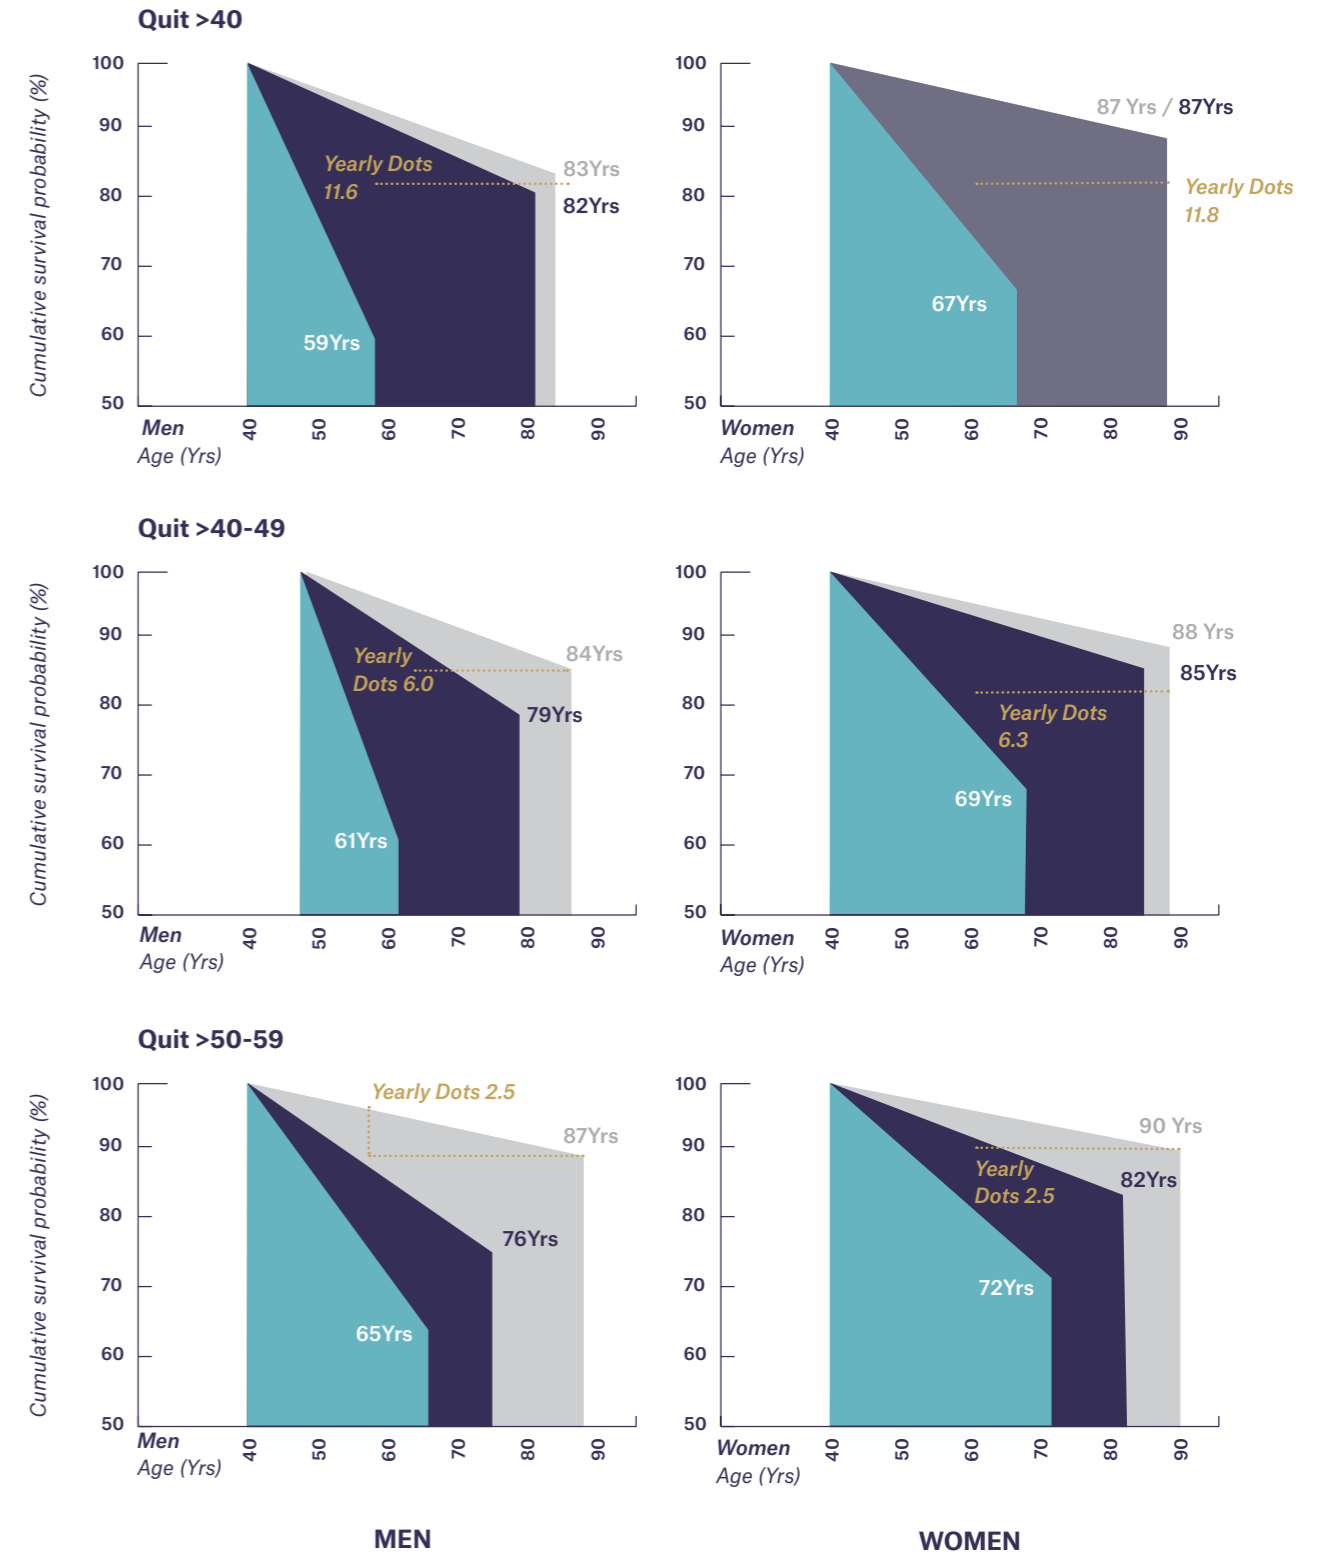 Quit >40
Cumulative survival probability (%)
100
90
80
70
60
50
Yearly Dots
11.6
83Yrs
82Yrs
59Yrs
Men
Age (Yrs)
40
50
60
70
80
90
100
90
80
70
60
50
87 Yrs / 87Yrs
Yearly Dots
11.8
67Yrs
Women
Age (Yrs)
40
50
60
70
80
90
Quit >40-49
Cumulative survival probability (%)
100
90
80
70
60
50
Yearly
Dots 6.0
84Yrs
79Yrs
61Yrs
Men
Age (Yrs)
40
50
60
70
80
90
100
90
80
70
60
50
88 Yrs
85Yrs
Yearly Dots
6.3
69Yrs
Women
Age (Yrs)
40
50
60
70
80
90
Quit >50-59
Cumulative survival probability (%)
100
90
80
70
60
50
Yearly Dots 2.5
87Yrs
76Yrs
65Yrs
Men
Age (Yrs)
40
50
60
70
80
90
100
90
80
70
60
50
90 Yrs
Yearly
Dots 2.5
82Yrs
72Yrs
Women
Age (Yrs)
40
50
60
70
80
90
MEN
WOMEN